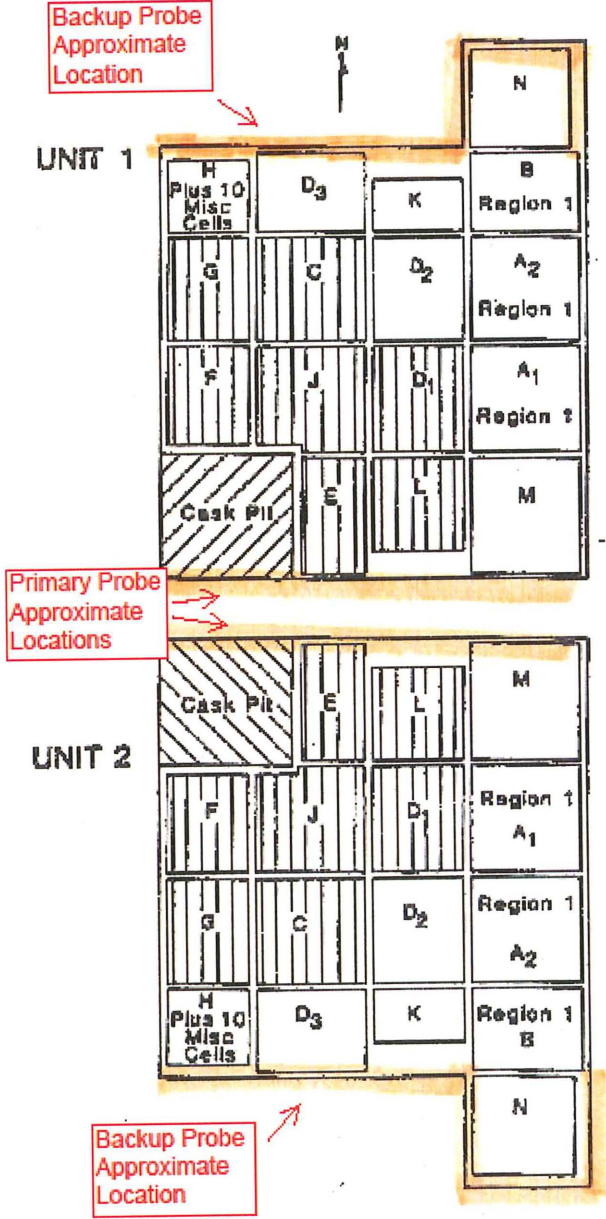 Backup Probe
Approximate
Location
N
N
UNIT 1
H
Plus 10
Misc
Cells
D3
K
B
Region 1
G
C
D2
A2
Region 1
F
J
D1
A1
Region 1
Cask Pit
E
L
M
Primary Probe
Approximate
Locations
Cask Pit
E
L
M
UNIT 2
F
J
D1
Region 1
A1
G
C
D2
Region 1
A2
H
Plus 10
Misc
Cells
D3
K
Region 1
B
N
Backup Probe
Approximate
Location